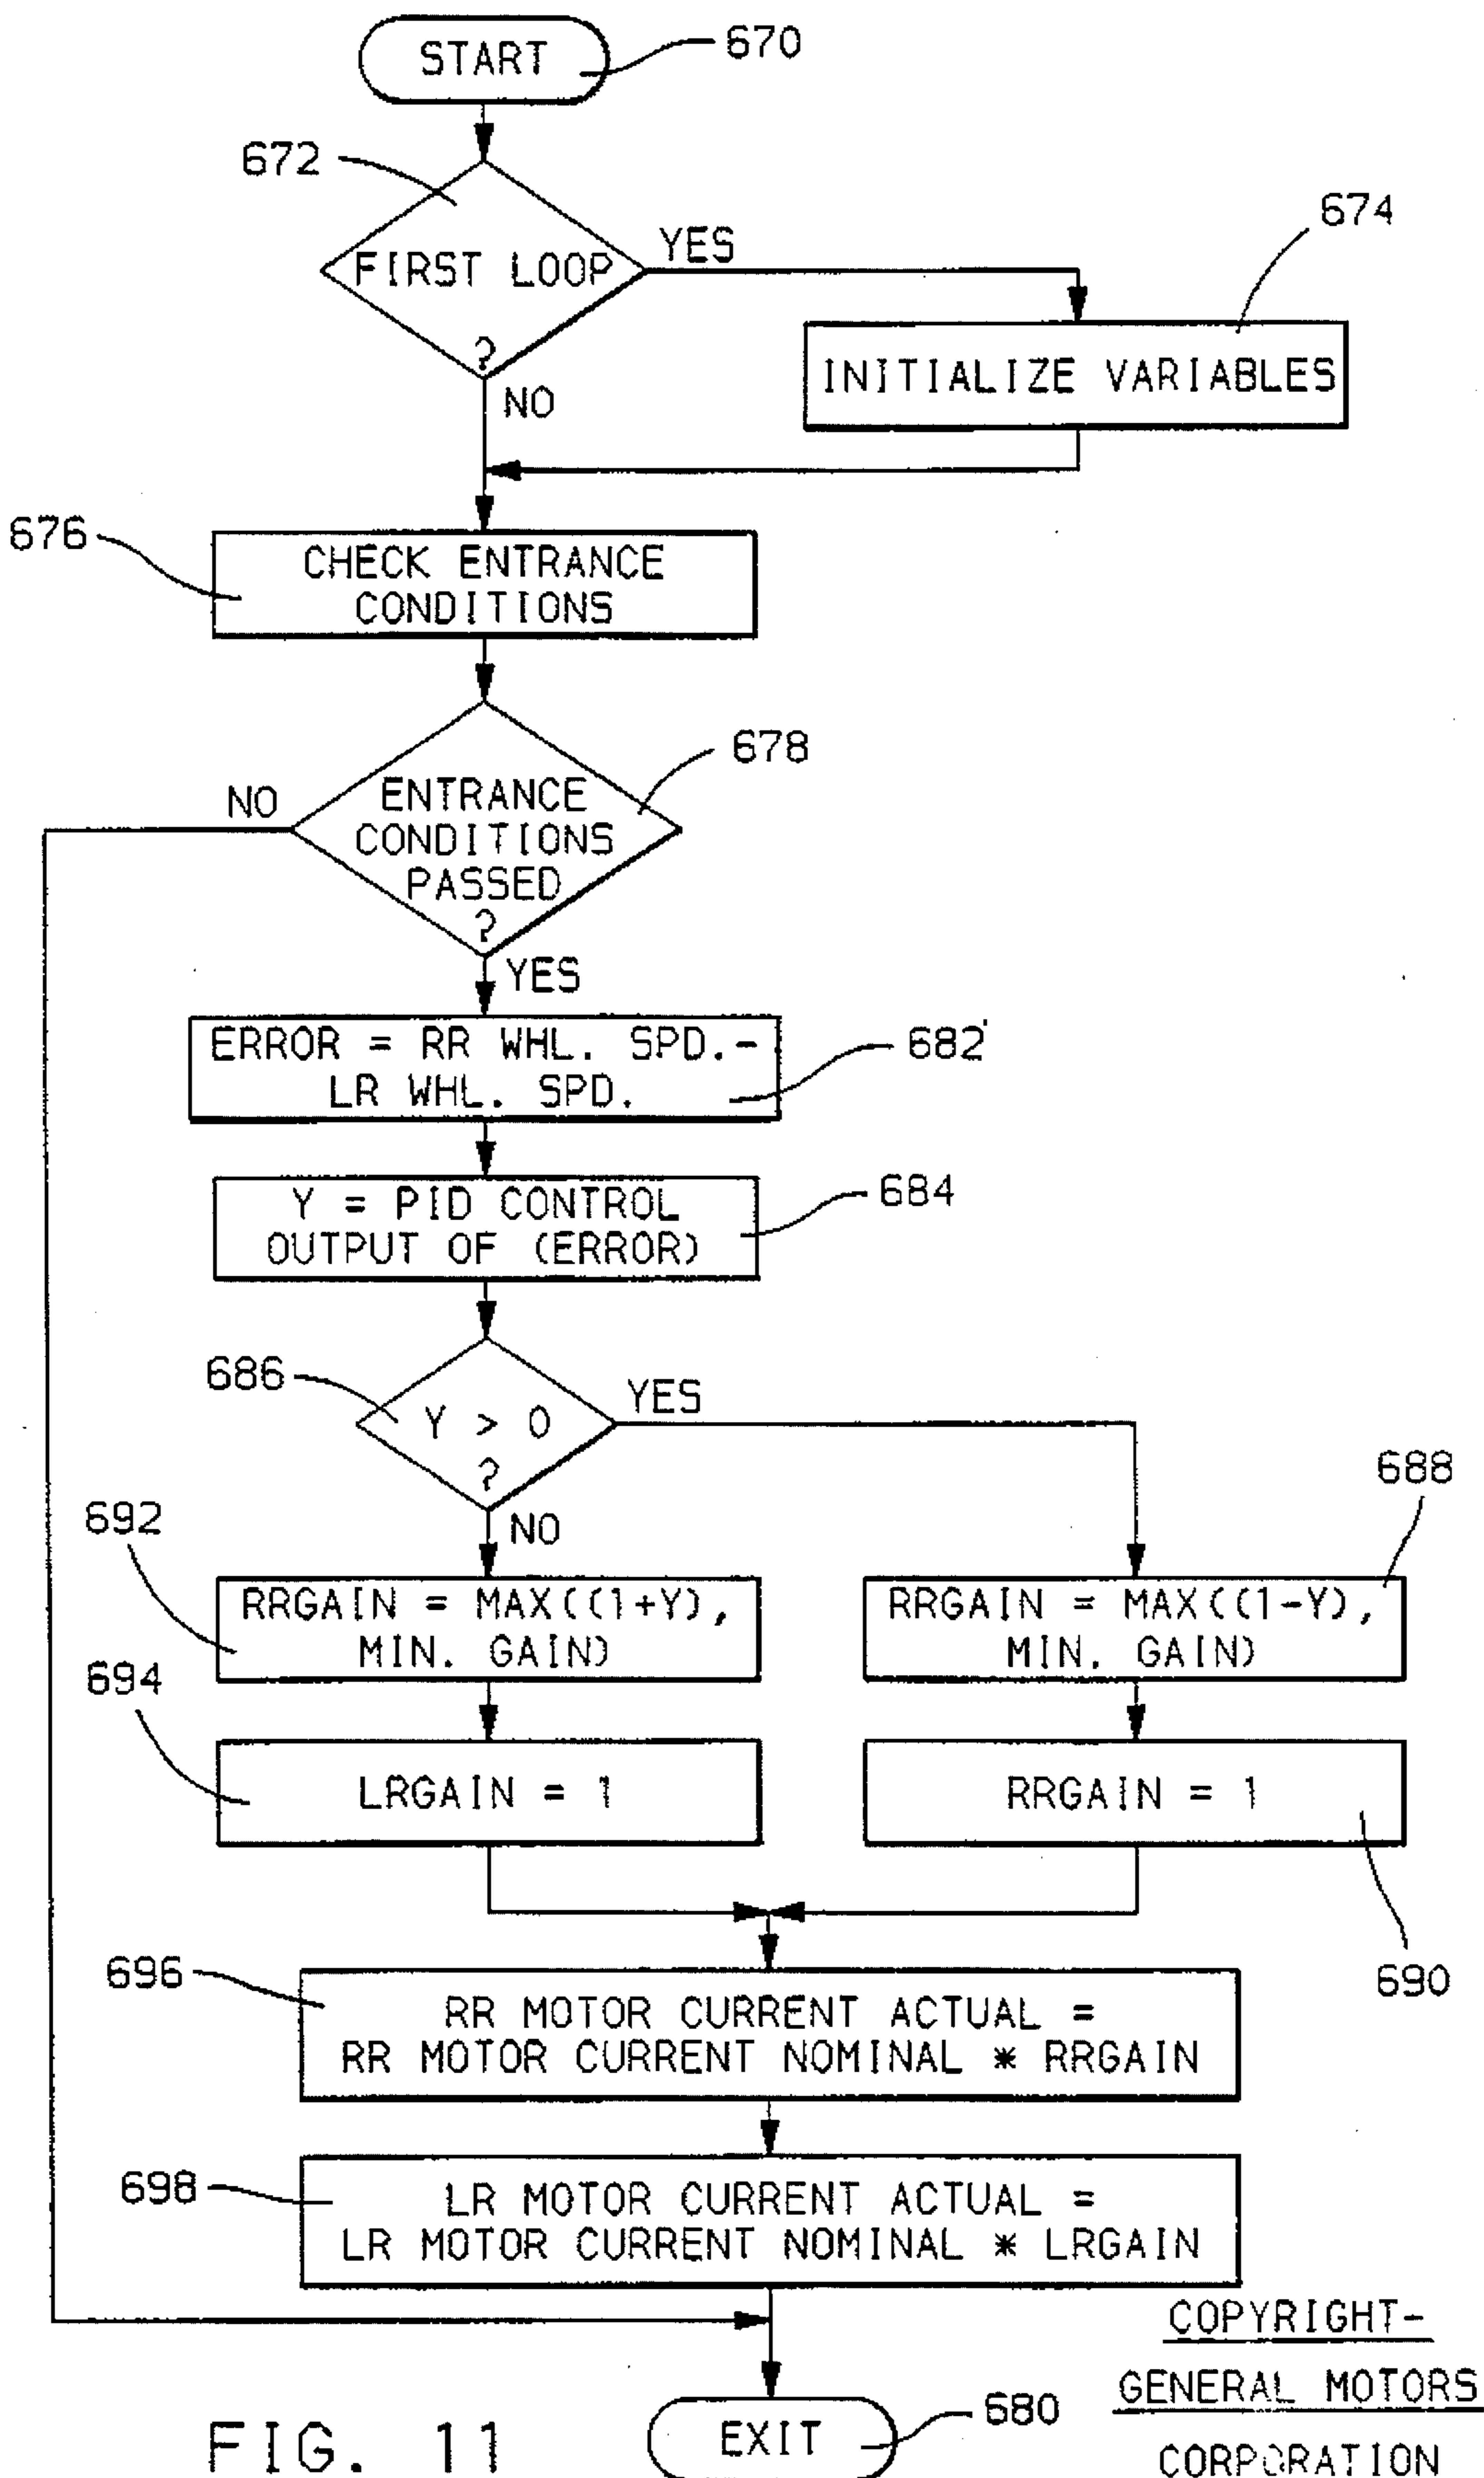 START
670
672
FIRST LOOP
?
YES
NO
674
INITIALIZE VARIABLES
676
CHECK ENTRANCE
CONDITIONS
678
NO
ENTRANCE
CONDITIONS
PASSED
?
YES
ERROR = RR WHL. SPD.-
LR WHL. SPD.
682
Y = PID CONTROL
OUTPUT OF (ERROR)
684
686
Y > 0
?
YES
NO
688
692
RRGAIN = MAX((1+Y),
MIN. GAIN)
RRGAIN = MAX((1-Y),
MIN. GAIN)
694
LRGAIN = 1
RRGAIN = 1
690
696
RR MOTOR CURRENT ACTUAL =
RR MOTOR CURRENT NOMINAL * RRGAIN
698
LR MOTOR CURRENT ACTUAL =
LR MOTOR CURRENT NOMINAL * LRGAIN
EXIT
680
FIG. 11
COPYRIGHT-
GENERAL MOTORS
CORPORATION